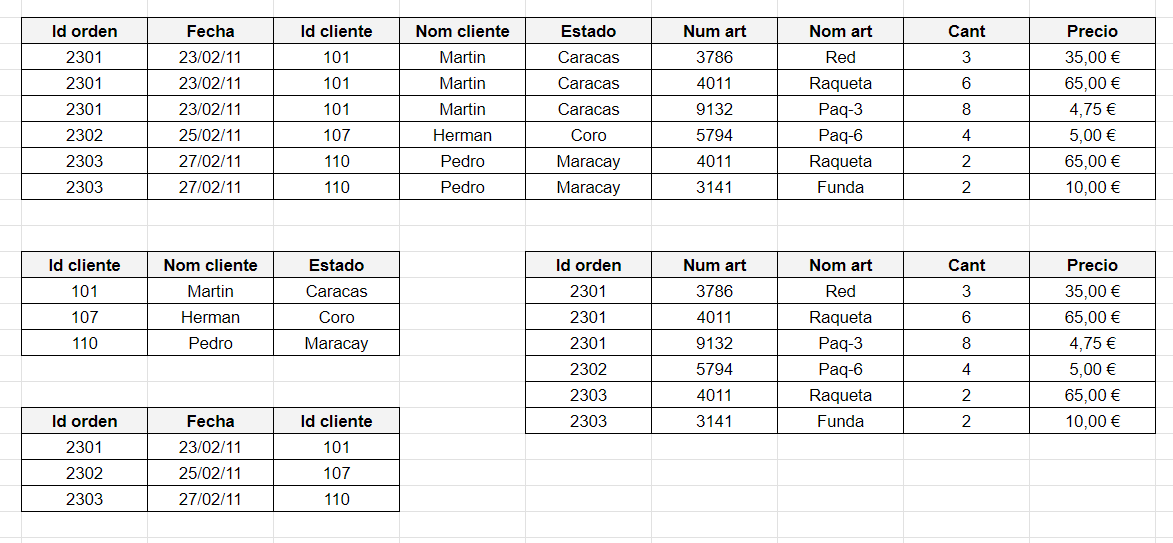 Id orden Fecha Id cliente Nom cliente Estado Num art Nom art Cant Precio
2301 23/02/11 101 Martin Caracas 3786 Red 3 35,00 €
2301 23/02/11 101 Martin Caracas 4011 Raqueta 6 65,00 €
2301 23/02/11 101 Martin Caracas 9132 Paq-3 8 4,75 €
2302 25/02/11 107 Herman Coro 5794 Paq-6 4 5,00 €
2303 27/02/11 110 Pedro Maracay 4011 Raqueta 2 65,00 €
2303 27/02/11 110 Pedro Maracay 3141 Funda 2 10,00 €
Id cliente Nom cliente Estado
101 Martin Caracas
107 Herman Coro
110 Pedro Maracay
Id orden Fecha Id cliente
2301 23/02/11 101
2302 25/02/11 107
2303 27/02/11 110
Id orden Num art Nom art Cant Precio
2301 3786 Red 3 35,00 €
2301 4011 Raqueta 6 65,00 €
2301 9132 Paq-3 8 4,75 €
2302 5794 Paq-6 4 5,00 €
2303 4011 Raqueta 2 65,00 €
2303 3141 Funda 2 10,00 €